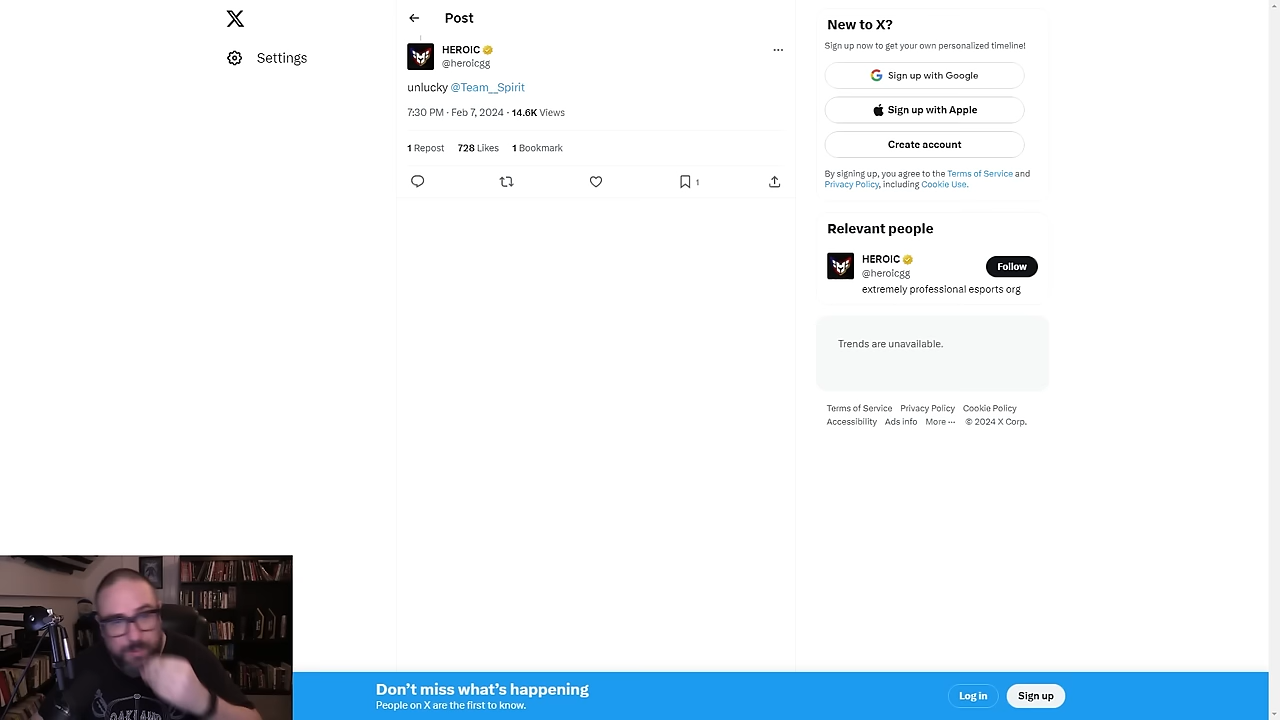 Settings
Post
HEROIC
@heroicgg
unlucky @Team__Spirit
7:30 PM · Feb 7, 2024 · 14.6K Views
1 Repost 728 Likes 1 Bookmark
1
New to X?
Sign up now to get your own personalized timeline!
Sign up with Google
Sign up with Apple
Create account
By signing up, you agree to the Terms of Service and
Privacy Policy, including Cookie Use.
Relevant people
HEROIC
@heroicgg
Follow
extremely professional esports org
Trends are unavailable.
Terms of Service Privacy Policy Cookie Policy
Accessibility Ads info More ··· © 2024 X Corp.
OAKLAND
Don’t miss what’s happening
People on X are the first to know.
Log in
Sign up